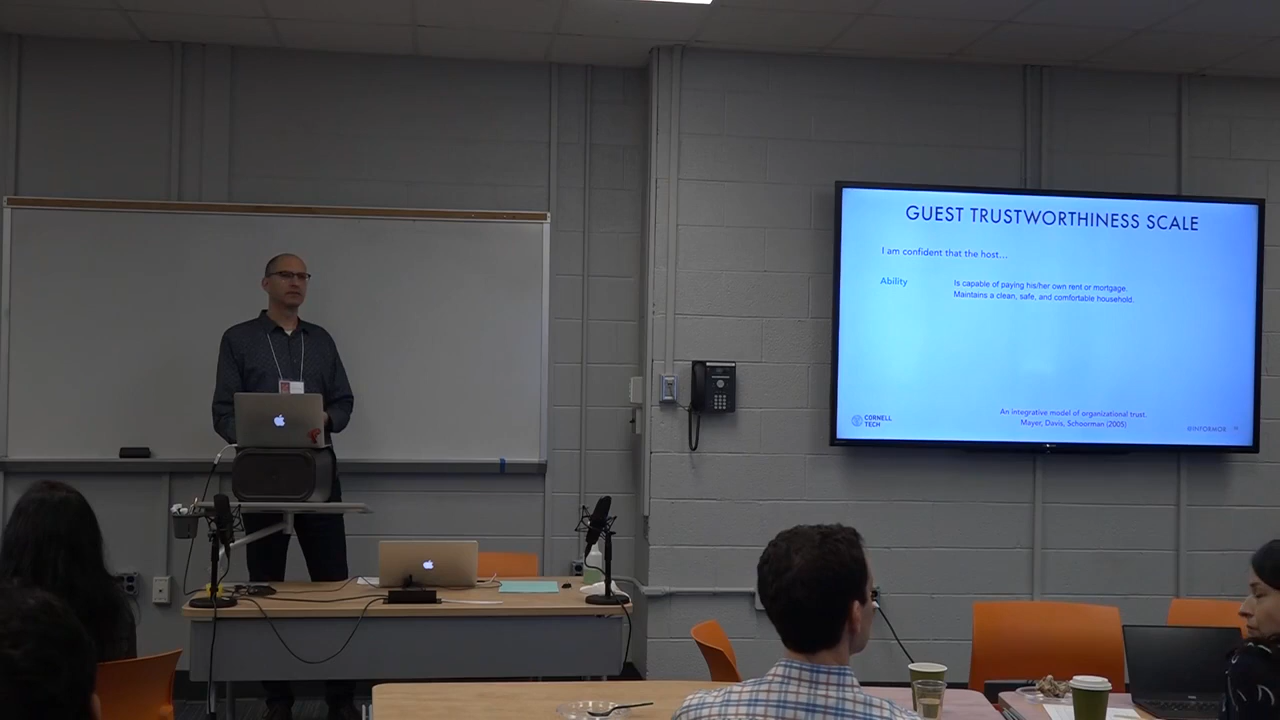 GUEST TRUSTWORTHINESS SCALE
I am confident that the host...
Ability
Is capable of paying his/her own rent or mortgage.
Maintains a clean, safe, and comfortable household.
An integrative model of organizational trust.
Mayer, Davis, Schoorman (2005)
CORNELL
TECH
@INFORMOR